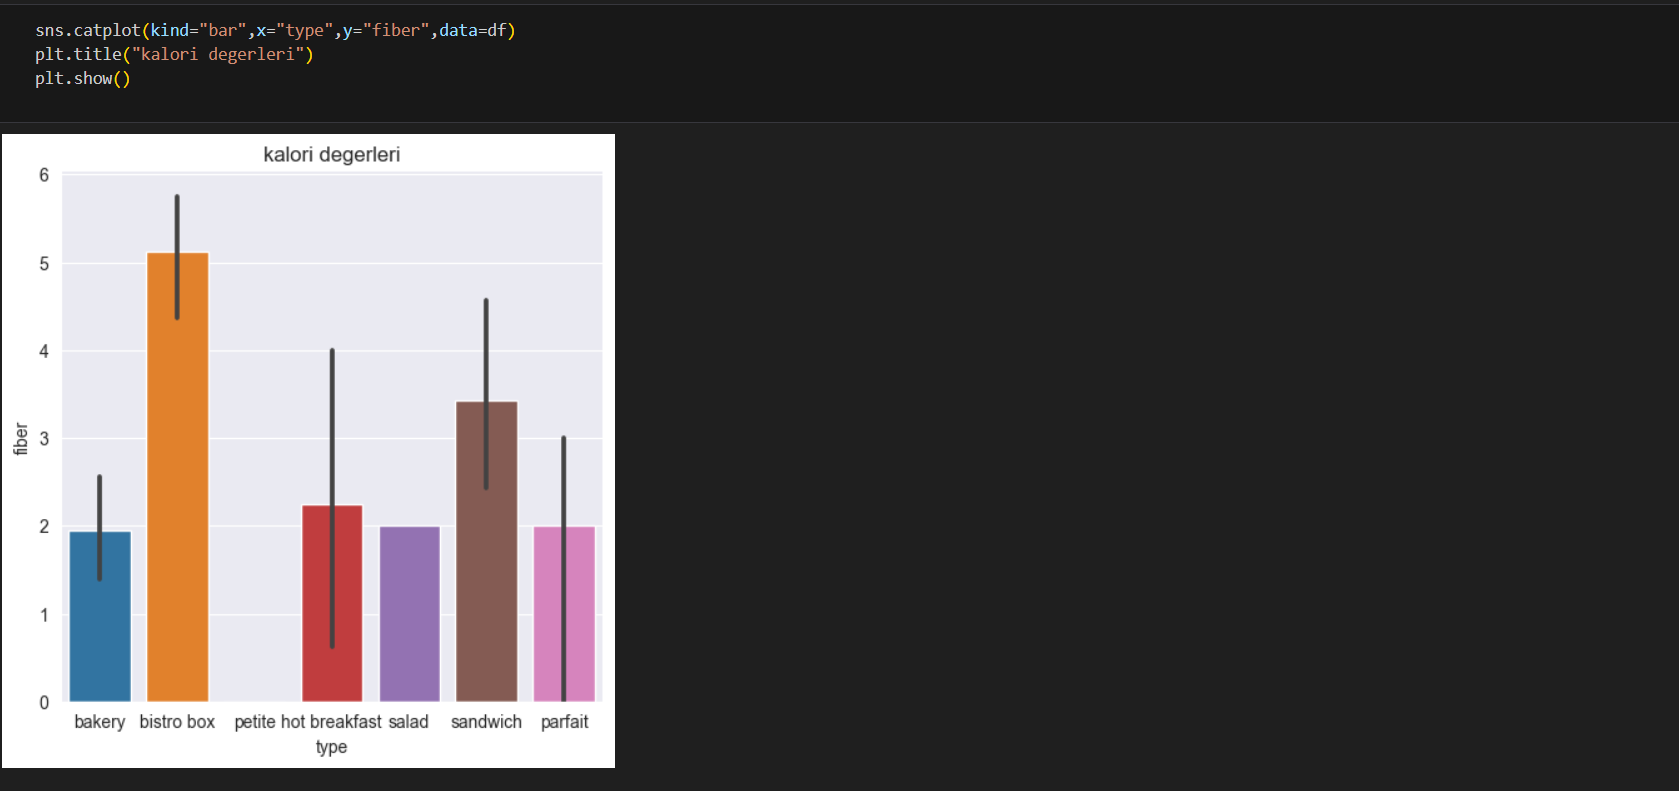 sns.catplot(kind="bar",x="type",y="fiber",data=df)
plt.title("kalori degerleri")
plt.show()
kalori degerleri
6
5
4
3
2
1
0
fiber
bakery bistro box petite hot breakfast salad sandwich parfait
type